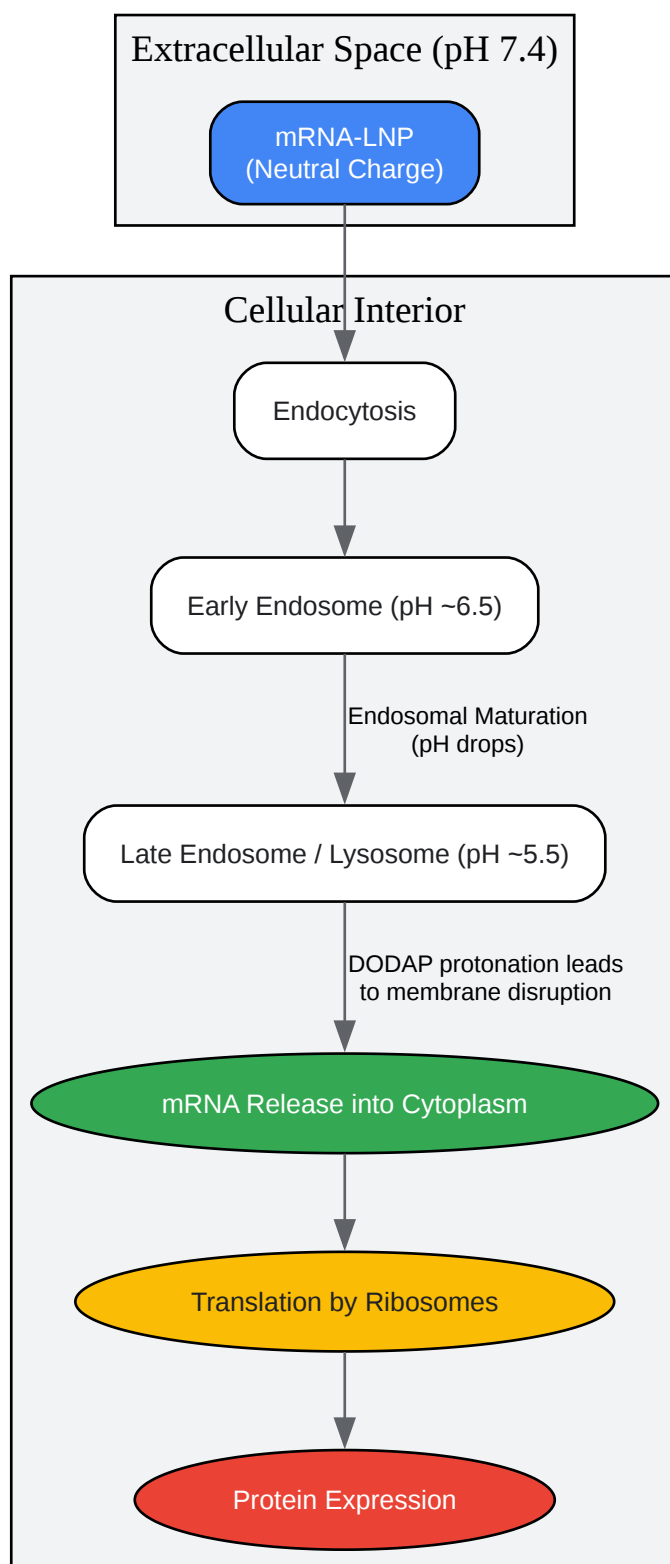 Extracellular Space (pH 7.4)
mRNA-LNP
(Neutral Charge)
Cellular Interior
Endocytosis
Early Endosome (pH ~6.5)
Endosomal Maturation
(pH drops)
Late Endosome / Lysosome (pH ~5.5)
DODAP protonation leads
to membrane disruption
mRNA Release into Cytoplasm
Translation by Ribosomes
Protein Expression